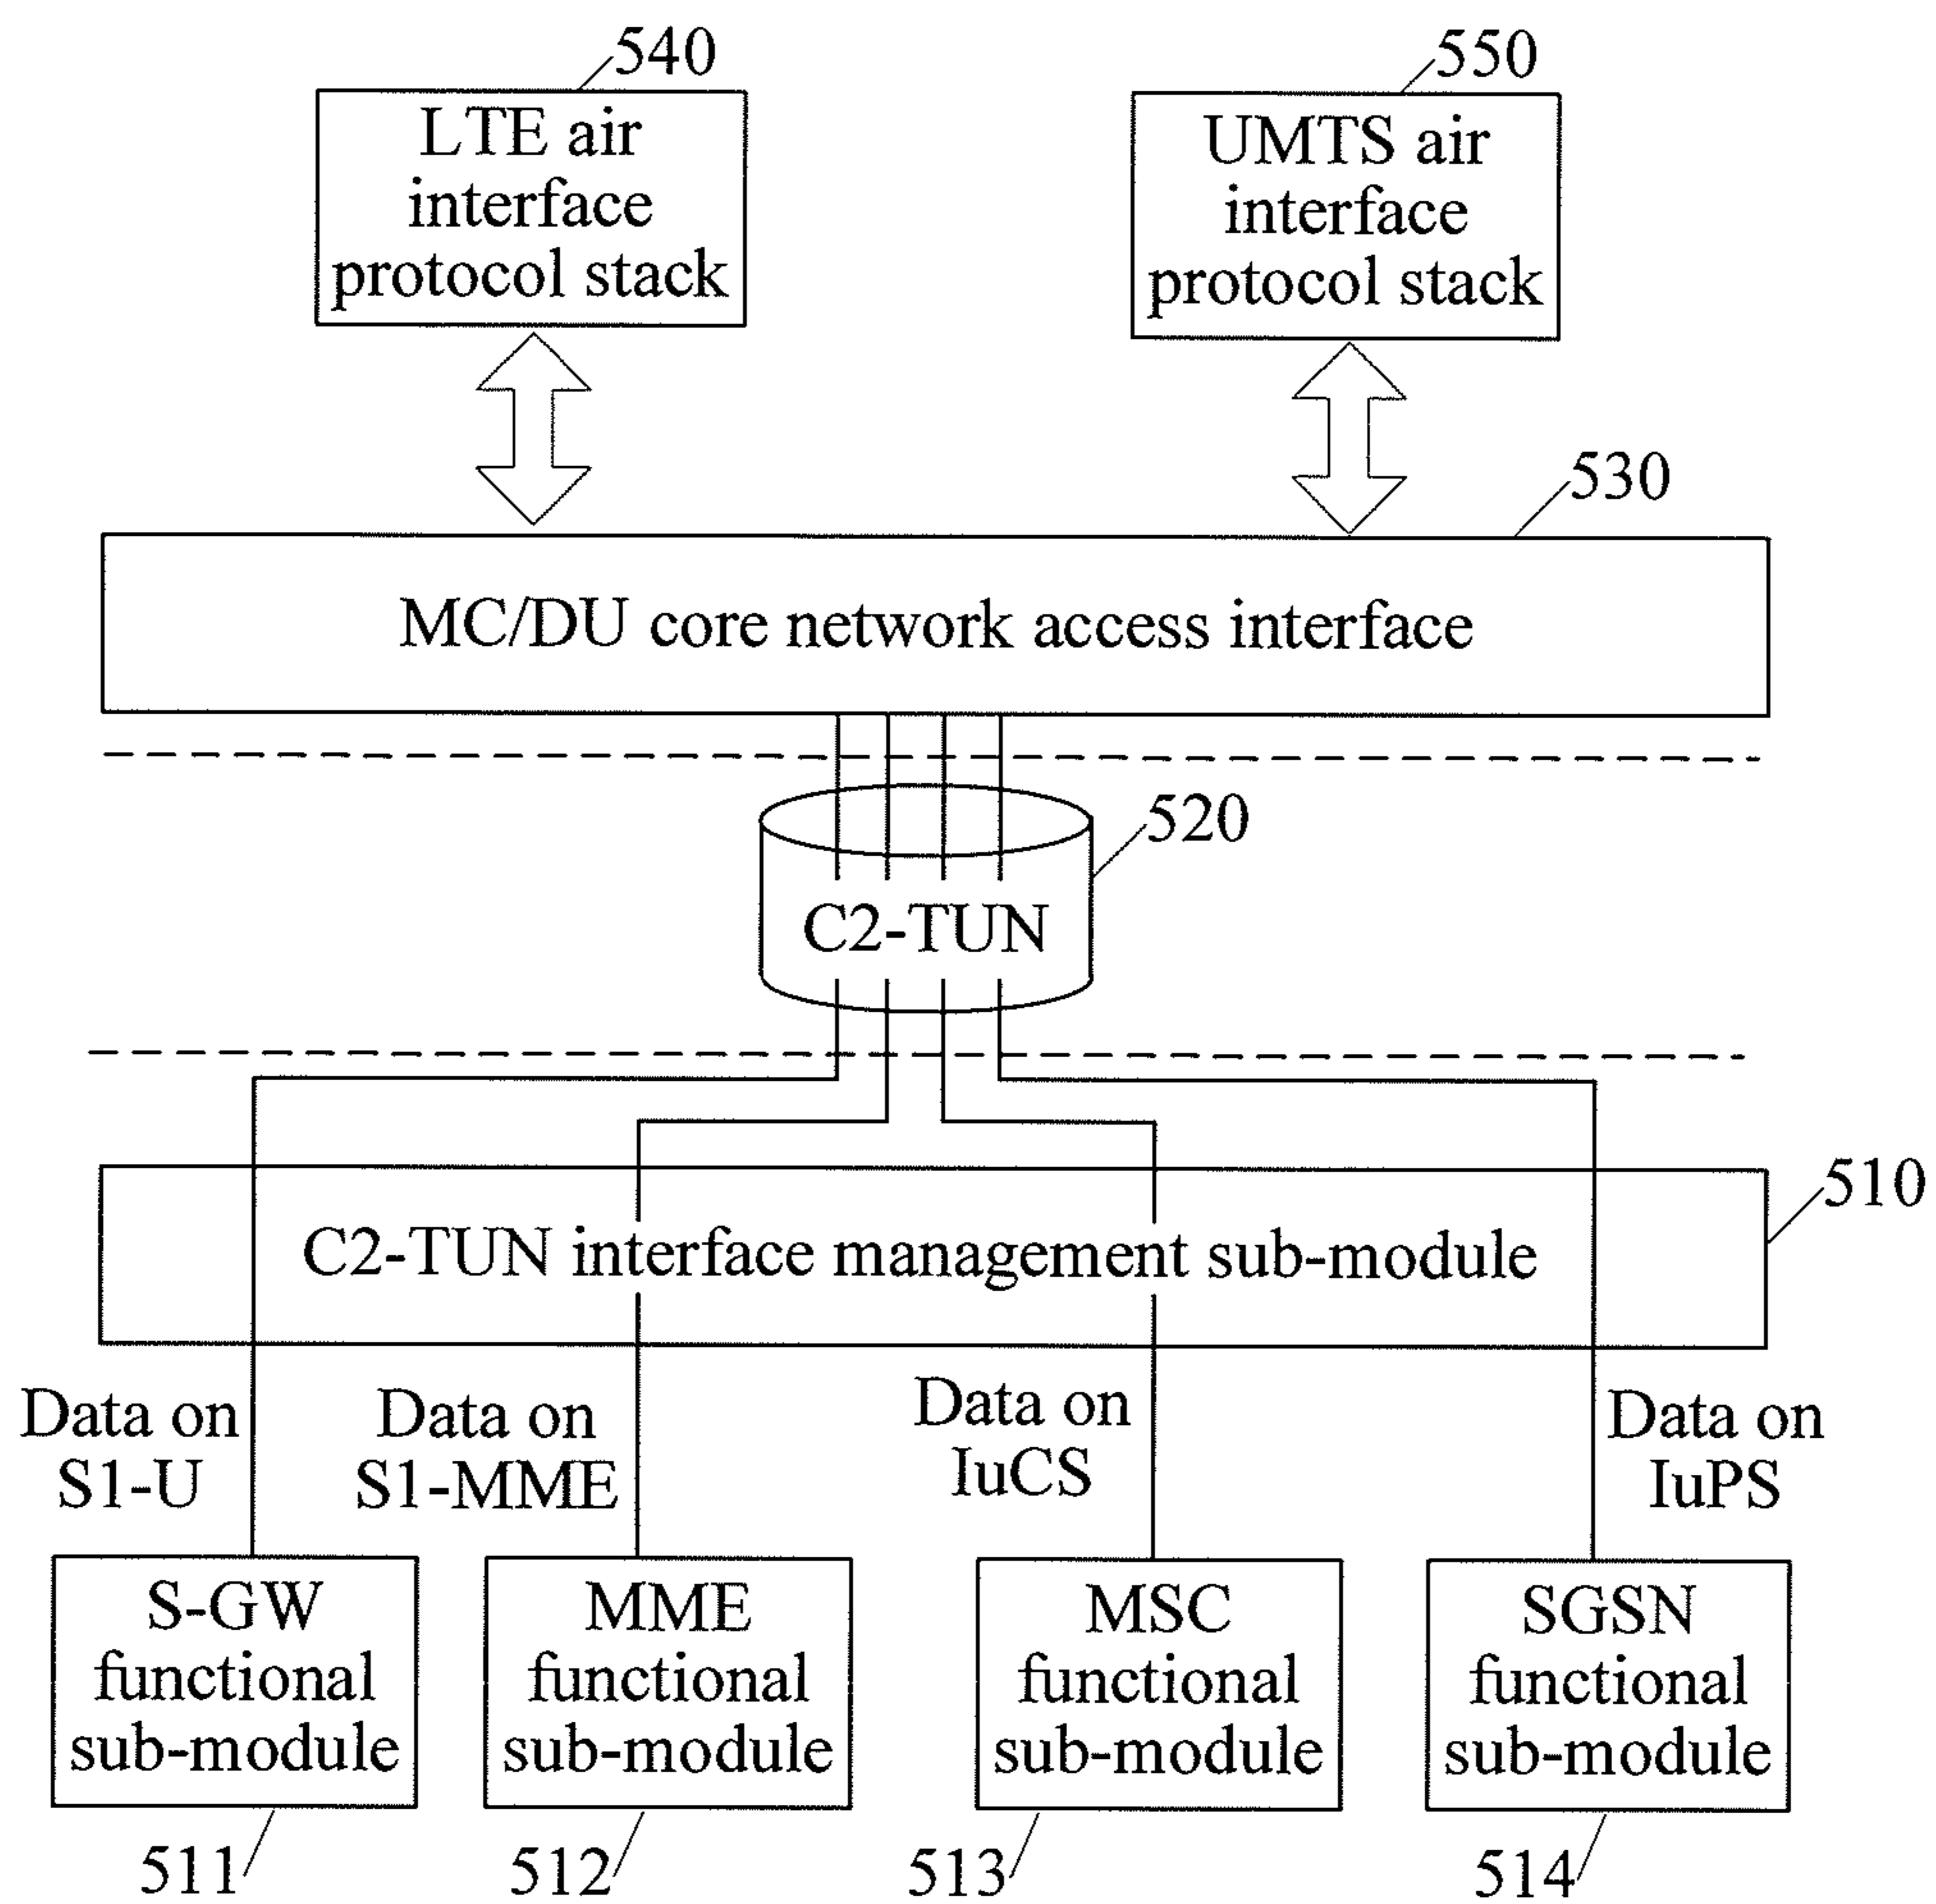 540
LTE air
interface
protocol stack
550
UMTS air
interface
protocol stack
530
MC/DU core network access interface
520
C2-TUN
510
C2-TUN interface management sub-module
Data on
S1-U
Data on
S1-MME
Data on
IuCS
Data on
IuPS
S-GW
functional
sub-module
MME
functional
sub-module
MSC
functional
sub-module
SGSN
functional
sub-module
511
512
513
514